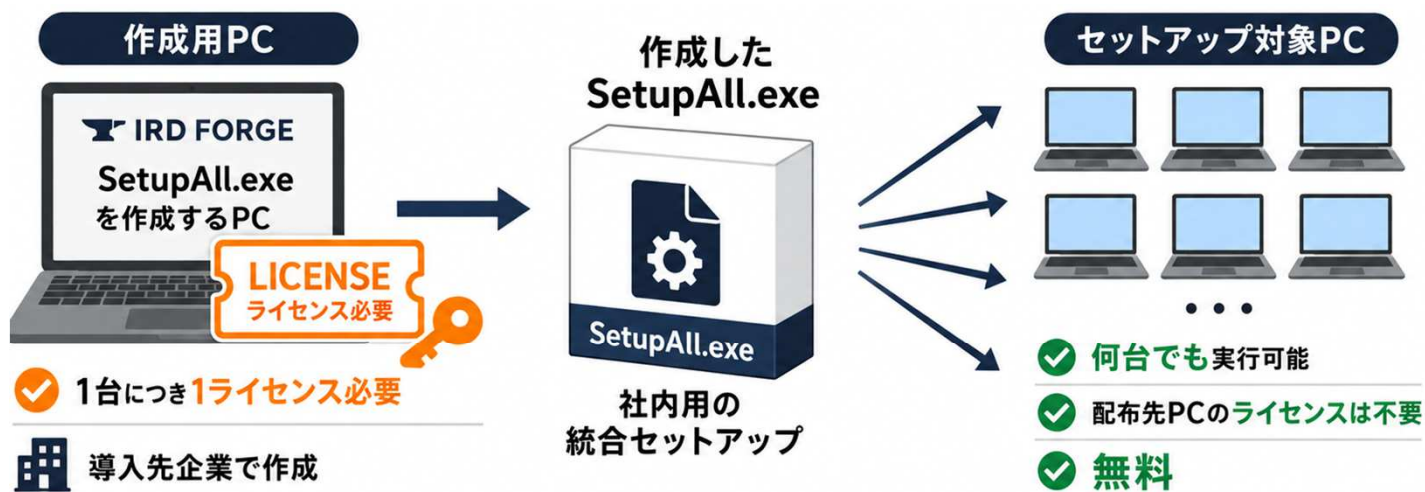 作成用PC
IRD FORGE
SetupAll.exe
を作成するPC
LICENSE
ライセンス必要
1台につき1ライセンス必要
導入先企業で作成
作成した
SetupAll.exe
SetupAll.exe
社内用の
統合セットアップ
セットアップ対象PC
何台でも実行可能
配布先PCのライセンスは不要
無料